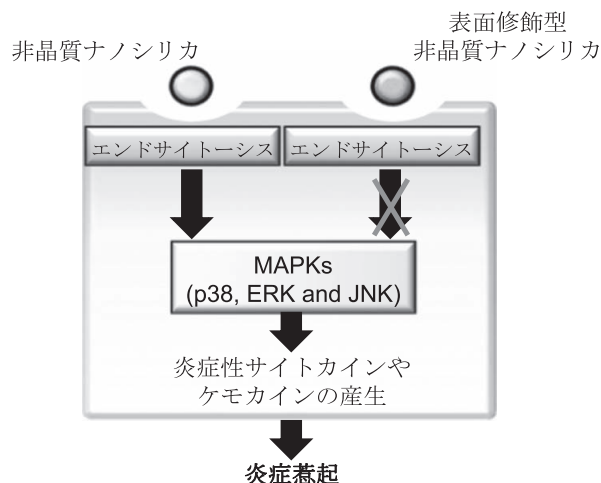 非晶質ナノシリカ
表面修飾型
非晶質ナノシリカ
エンドサイトーシス
エンドサイトーシス
MAPKs
(p38, ERK and JNK)
炎症性サイトカインや
ケモカインの産生
炎症惹起